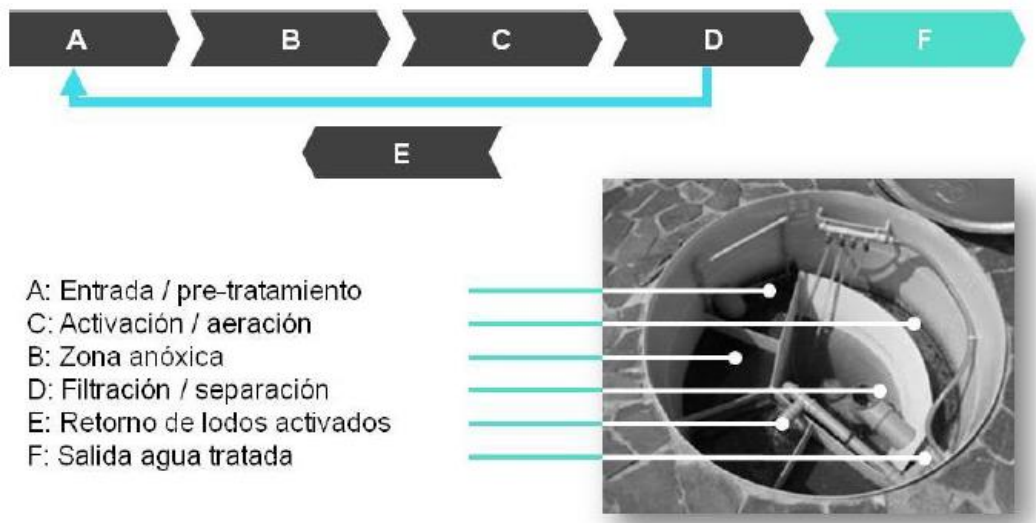 A B C D F
E
A: Entrada / pre-tratamiento
C: Activación / aeración
B: Zona anóxica
D: Filtración / separación
E: Retorno de lodos activados
F: Salida agua tratada